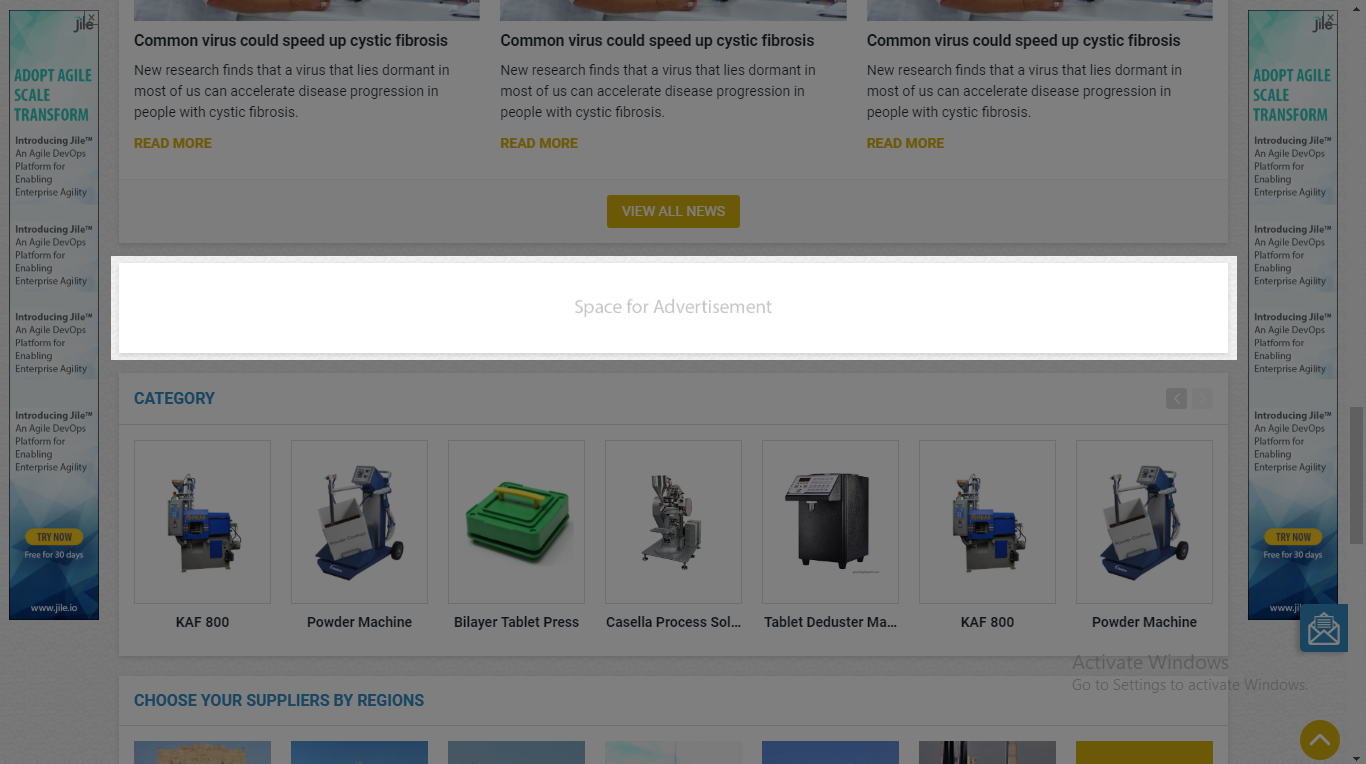 Jile
ADOPT AGILE
SCALE
TRANSFORM
Introducing Jile™
An Agile DevOps
Platform for
Enabling
Enterprise Agility
Introducing Jile™
An Agile DevOps
Platform for
Enabling
Enterprise Agility
Introducing Jile™
An Agile DevOps
Platform for
Enabling
Enterprise Agility
Introducing Jile™
An Agile DevOps
Platform for
Enabling
Enterprise Agility
TRY NOW
Free for 30 days
www.jile.io
Common virus could speed up cystic fibrosis
New research finds that a virus that lies dormant in
most of us can accelerate disease progression in
people with cystic fibrosis.
READ MORE
Common virus could speed up cystic fibrosis
New research finds that a virus that lies dormant in
most of us can accelerate disease progression in
people with cystic fibrosis.
READ MORE
Common virus could speed up cystic fibrosis
New research finds that a virus that lies dormant in
most of us can accelerate disease progression in
people with cystic fibrosis.
READ MORE
VIEW ALL NEWS
Space for Advertisement
CATEGORY
KAF 800
Powder Machine
Bilayer Tablet Press
Casella Process Sol...
Tablet Deduster Ma...
KAF 800
Powder Machine
CHOOSE YOUR SUPPLIERS BY REGIONS
Jile
ADOPT AGILE
SCALE
TRANSFORM
Introducing Jile™
An Agile DevOps
Platform for
Enabling
Enterprise Agility
Introducing Jile™
An Agile DevOps
Platform for
Enabling
Enterprise Agility
Introducing Jile™
An Agile DevOps
Platform for
Enabling
Enterprise Agility
Introducing Jile™
An Agile DevOps
Platform for
Enabling
Enterprise Agility
TRY NOW
Free for 30 days
Activate Windows
Go to Settings to activate Windows.